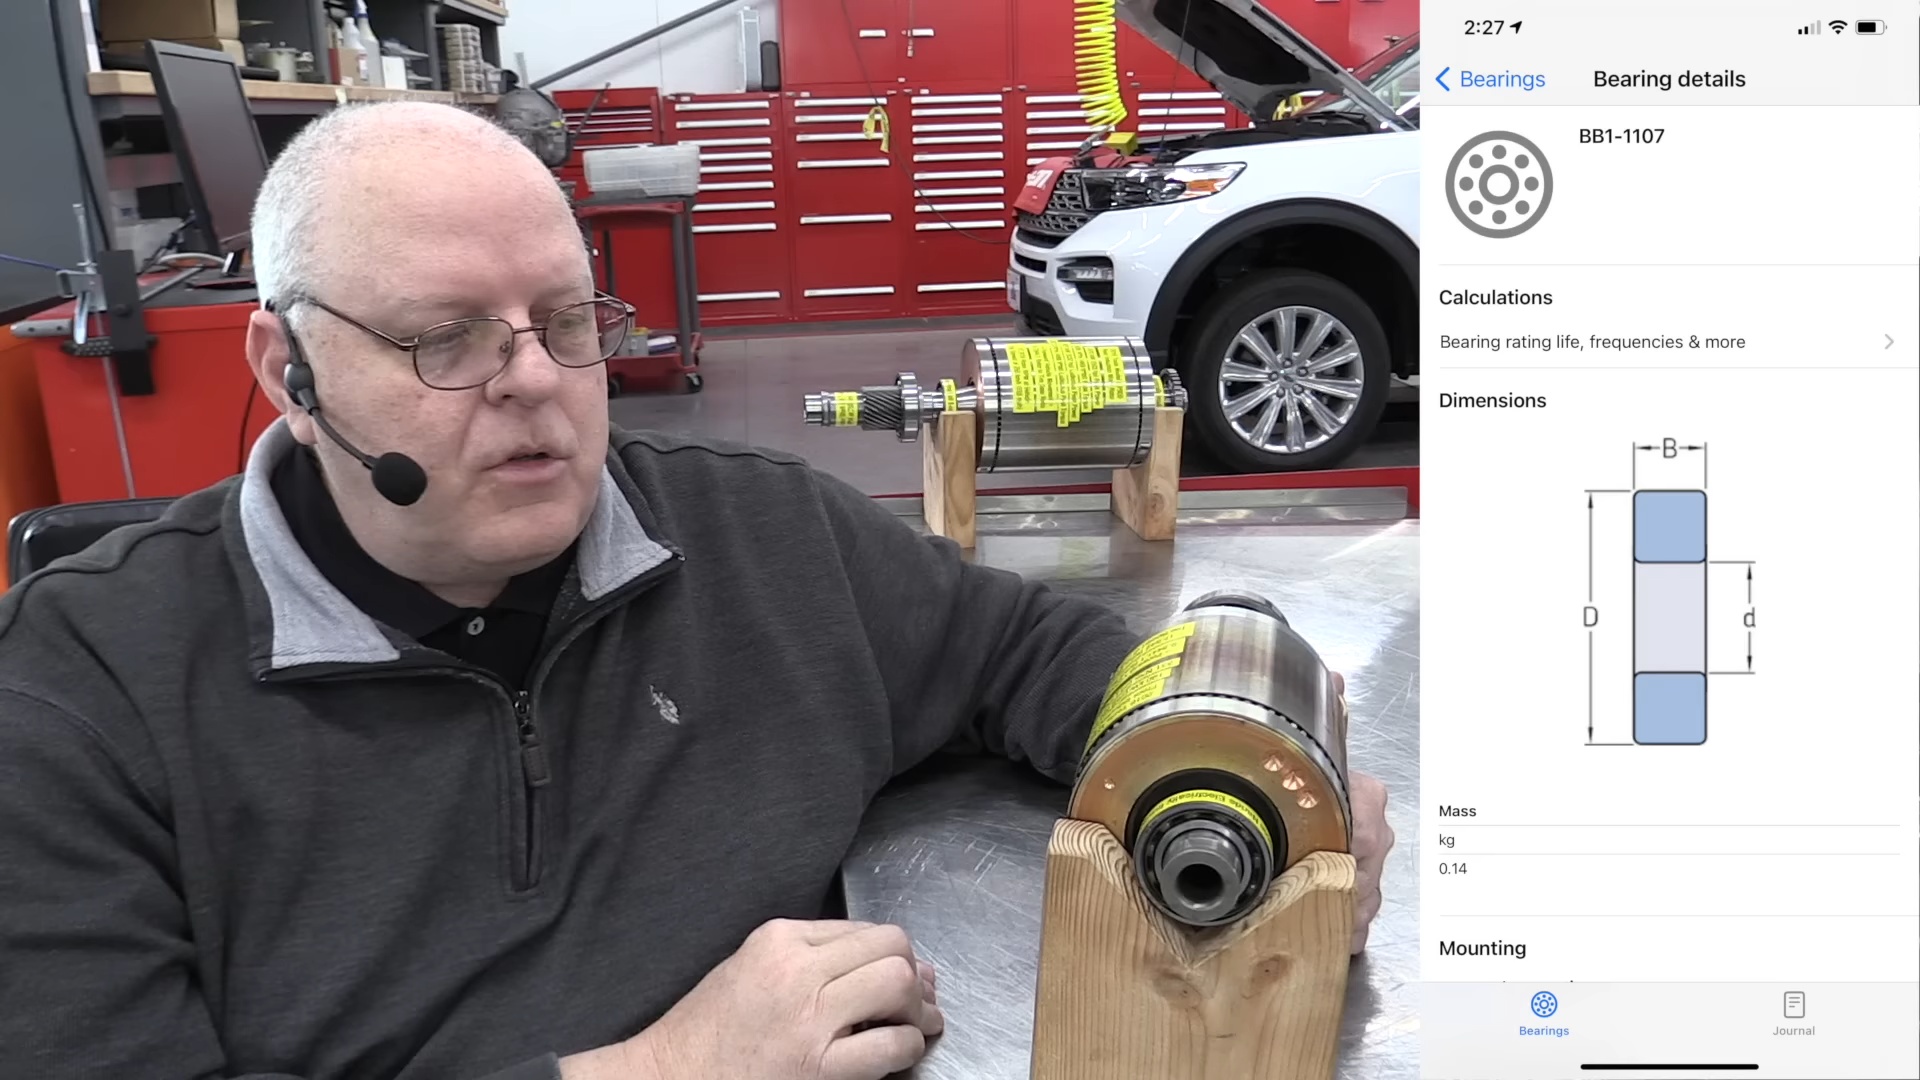 2:27
Bearings
Bearing details
BB1-1107
Calculations
Bearing rating life, frequencies & more
Dimensions
B
D
d
Mass
kg
0.14
Mounting
Bearings
Journal